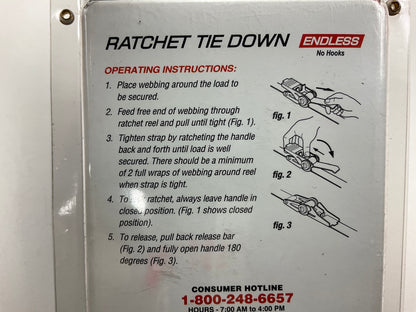 RATCHET TIE DOWN ENDLESS
No Hooks
OPERATING INSTRUCTIONS:
1. Place webbing around the load to
be secured.
2. Feed free end of webbing through
ratchet reel and pull until tight (Fig. 1).
3. Tighten strap by ratcheting the handle
back and forth until load is well
secured. There should be a minimum
of 2 full wraps of webbing around reel
when strap is tight.
4. To ratchet, always leave handle in
closed position. (Fig. 1 shows closed
position).
5. To release, pull back release bar
(Fig. 2) and fully open handle 180
degrees (Fig. 3).
fig. 1
fig. 2
fig. 3
CONSUMER HOTLINE
1-800-248-6657
HOURS - 7:00 AM to 4:00 PM